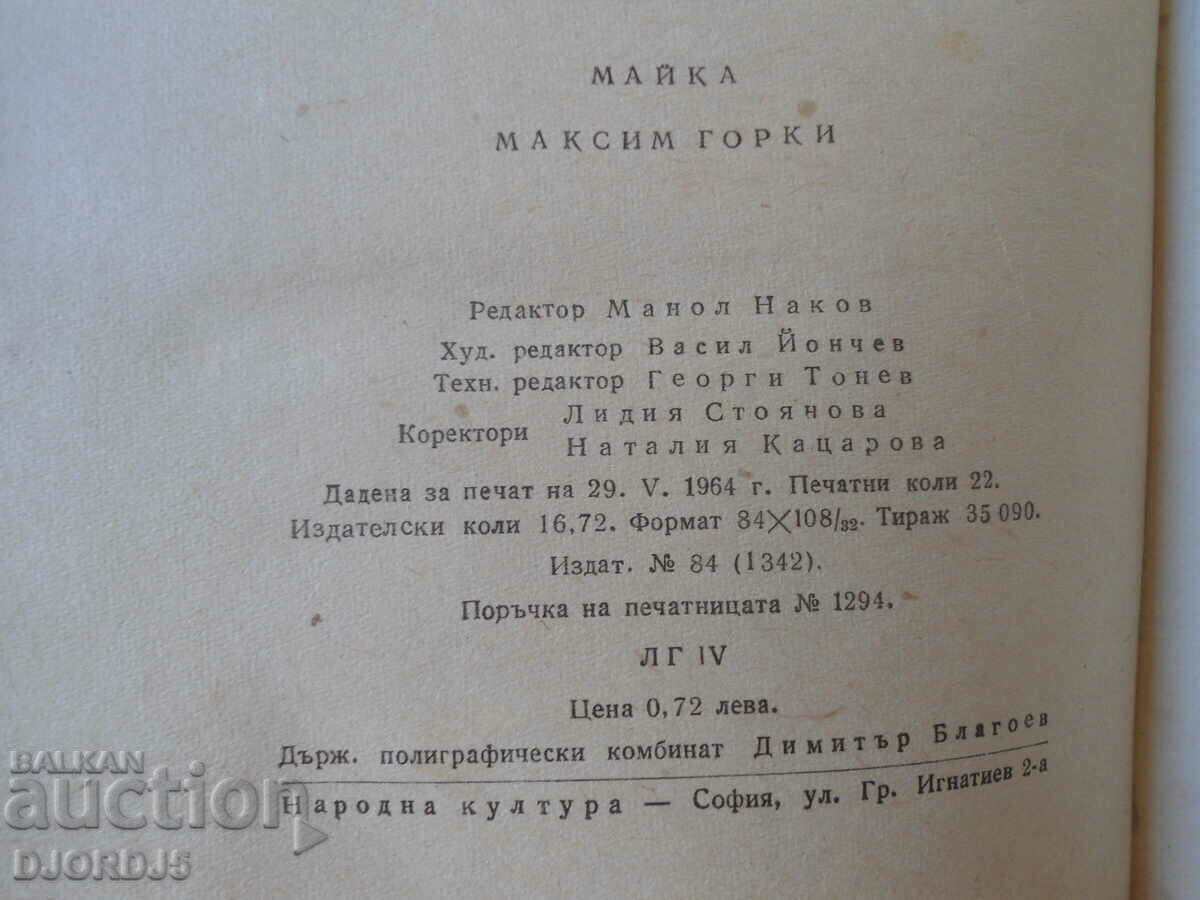 МАЙКА
МАКСИМ ГОРКИ
Редактор Манол Наков
Худ. редактор Васил Йончев
Техн. редактор Георги Тонев
Коректори Лидия Стоянова
Наталия Кацарова
Дадена за печат на 29. V. 1964 г. Печатни коли 22.
Издателски коли 16,72. Формат 84×108/32. Тираж 35 090.
Издат. № 84 (1342).
Поръчка на печатницата № 1294.
ЛГ IV
Цена 0,72 лева.
Държ. полиграфически комбинат Димитър Благоев
Народна култура — София, ул. Гр. Игнатиев 2-а
BALKAN
auction
DJORDJ5